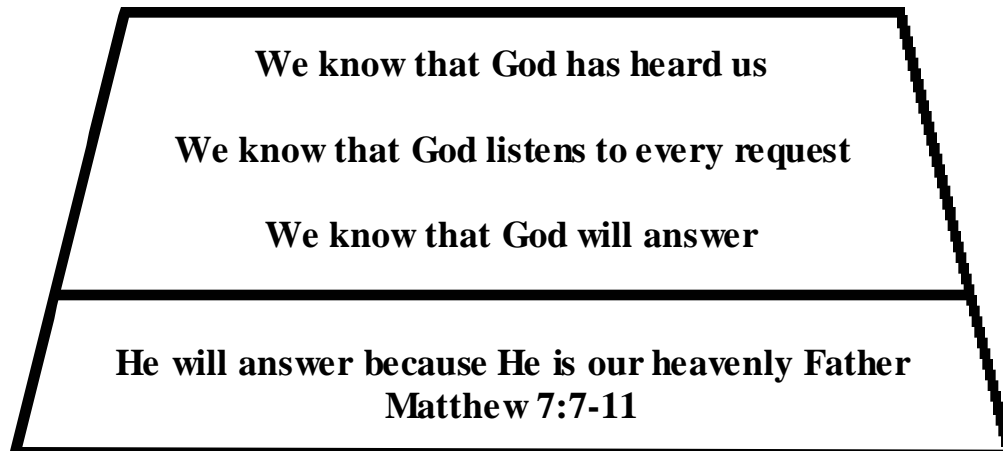 We know that God has heard us
We know that God listens to every request
We know that God will answer
He will answer because He is our heavenly Father
Matthew 7:7-11